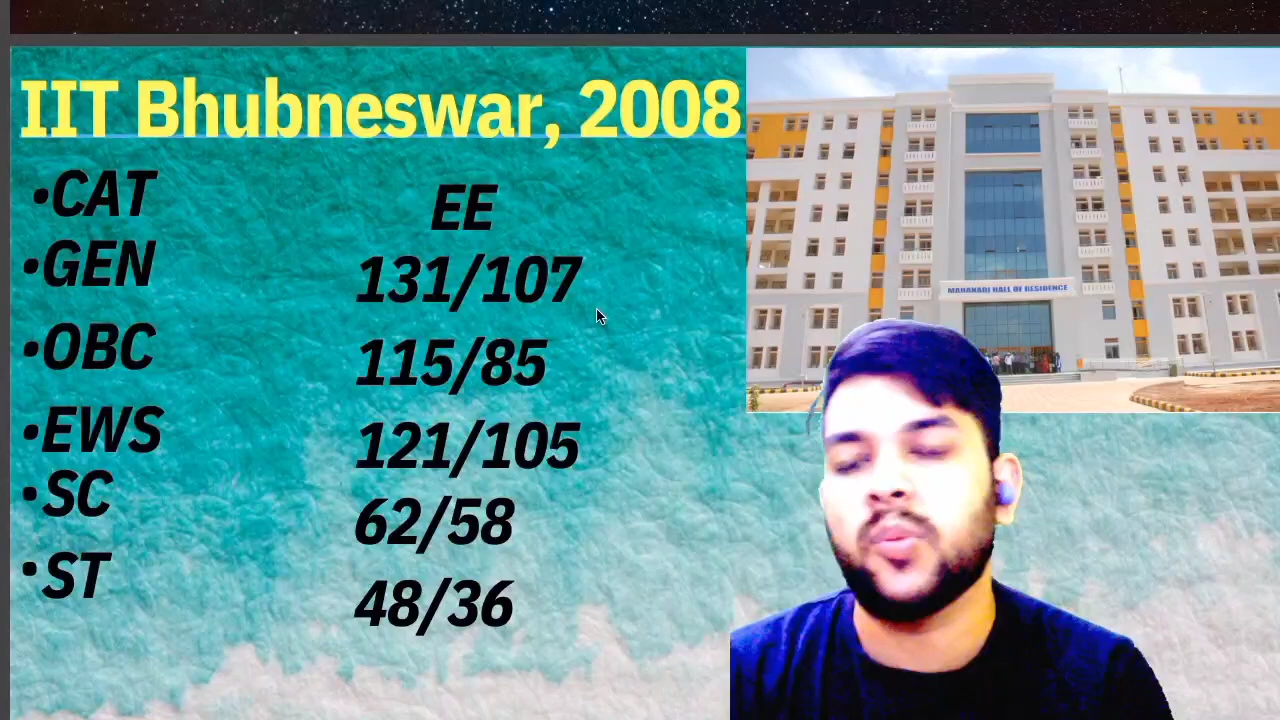 IIT Bhubneswar, 2008
•CAT EE
•GEN 131/107
•OBC 115/85
•EWS 121/105
•SC 62/58
•ST 48/36
MAHANADI HALL OF RESIDENCE